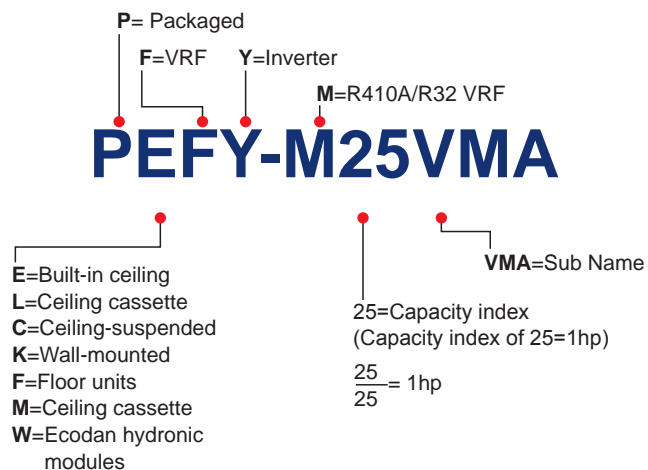 P= Packaged
F=VRF
Y=Inverter
M=R410A/R32 VRF
PEFY-M25VMA
E=Built-in ceiling
L=Ceiling cassette
C=Ceiling-suspended
K=Wall-mounted
F=Floor units
M=Ceiling cassette
W=Ecodan hydronic
modules
25=Capacity index
(Capacity index of 25=1hp)
25
25
= 1hp
VMA=Sub Name